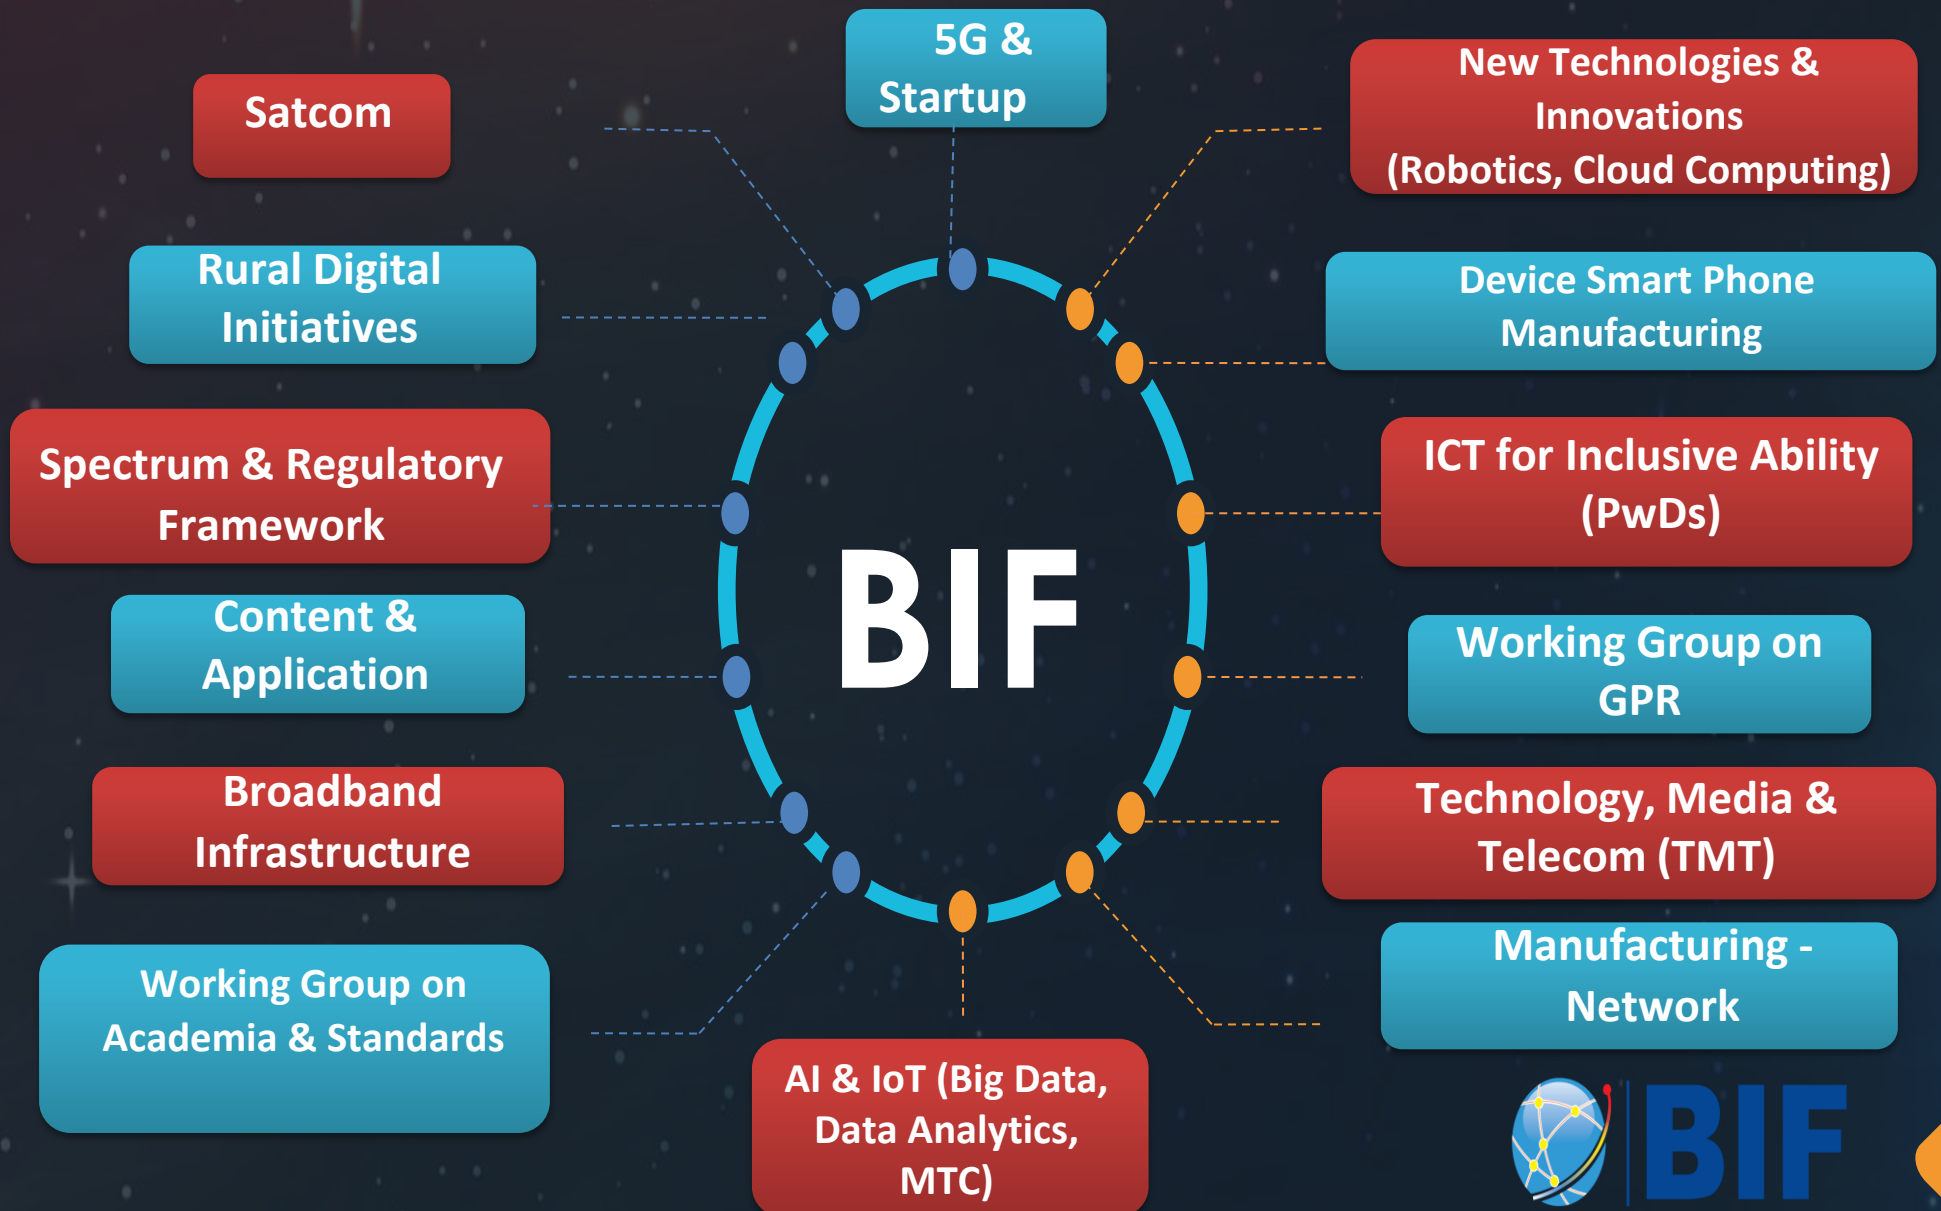 5G &
Startup
Satcom
New Technologies &
Innovations
(Robotics, Cloud Computing)
Rural Digital
Initiatives
Device Smart Phone
Manufacturing
Spectrum & Regulatory
Framework
ICT for Inclusive Ability
(PwDs)
BIF
Content &
Application
Working Group on
GPR
Broadband
Infrastructure
Technology, Media &
Telecom (TMT)
Working Group on
Academia & Standards
Manufacturing -
Network
AI & IoT (Big Data,
Data Analytics,
MTC)
BIF